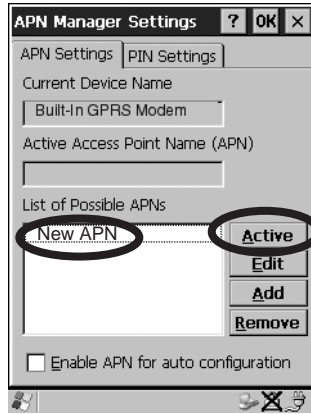 APN Manager Settings ? OK ×
APN Settings PIN Settings
Current Device Name
Built-In GPRS Modem
Active Access Point Name (APN)
List of Possible APNs
New APN
Active
Edit
Add
Remove
Enable APN for auto configuration